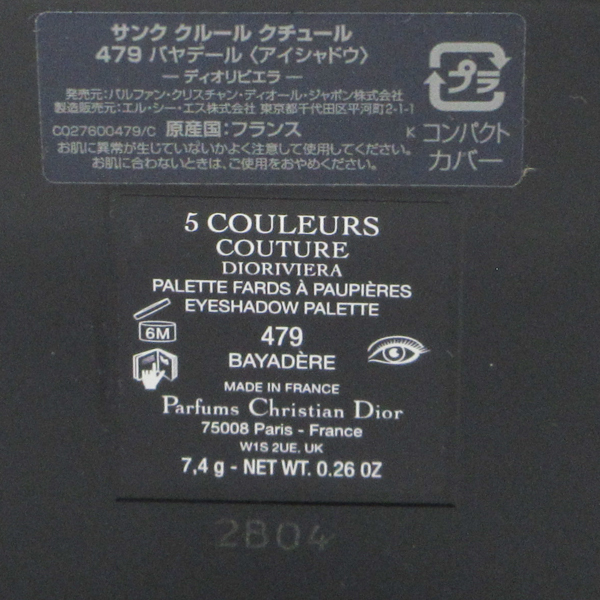 サンク クルール クチュール
479 バヤデール〈アイシャドウ〉
ーディオリビエラー
発売元:パルファン・クリスチャン・ディオール・ジャポン株式会社
製造販売元:エル・シー・エス株式会社 東京都千代田区平河町2-1-1
C027600479/C 原産国:フランス
お肌に異常が生じていないかよく注意して使用してください。
お肌に合わないときは、ご使用をおやめください。
プラ
K コンパクト
カバー
5 COULEURS
COUTURE
DIORIVIERA
PALETTE FARDS À PAUPIÈRES
EYESHADOW PALETTE
6M
479
BAYADÈRE
MADE IN FRANCE
Parfums Christian Dior
75008 Paris - France
W1S 2UE, UK
7,4 g - NET WT. 0.26 OZ
2B04